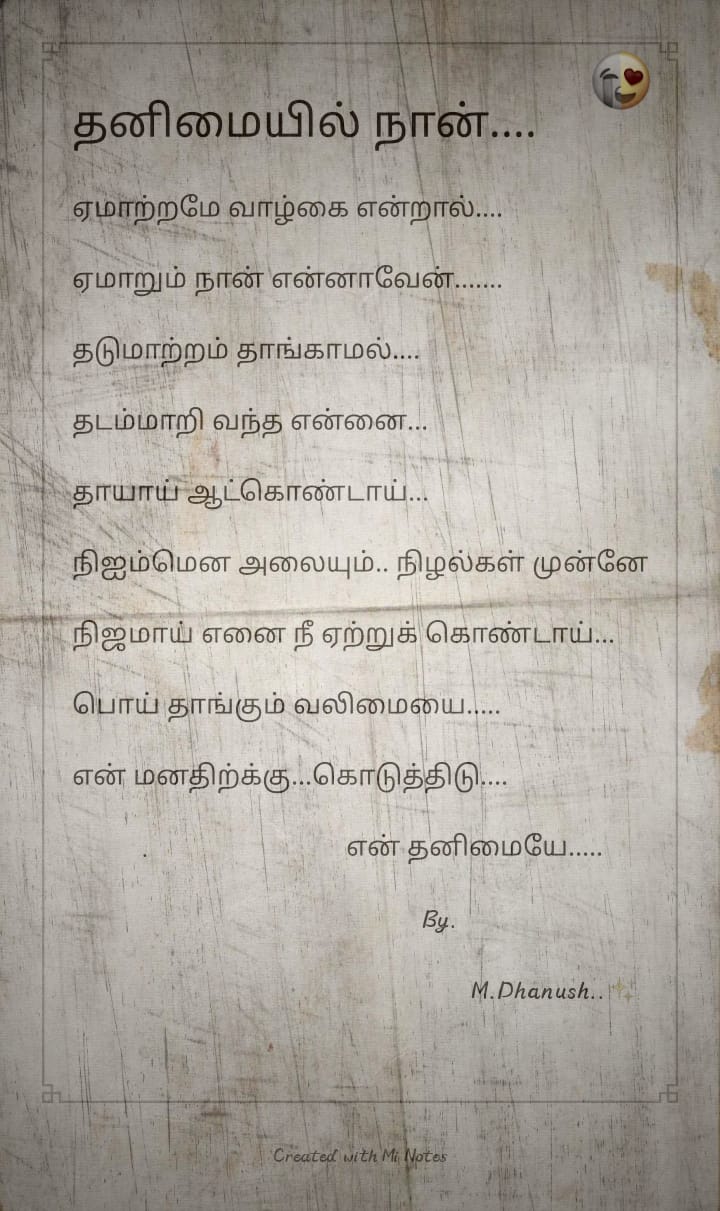 தனிமையில் நான்....
ஏமாற்றமே வாழ்கை என்றால்....
ஏமாறும் நான் என்னாவேன்.......
தடுமாற்றம் தாங்காமல்....
தடம்மாறி வந்த என்னை...
தாயாய் ஆட்கொண்டாய்...
நிஐம்மென அலையும்.. நிழல்கள் முன்னே
நிஜமாய் எனை நீ ஏற்றுக் கொண்டாய்...
பொய் தாங்கும் வலிமையை.....
என் மனதிற்க்கு...கொடுத்திடு....
. என் தனிமையே.....
By.
M.Dhanush..
Created with Mi Notes